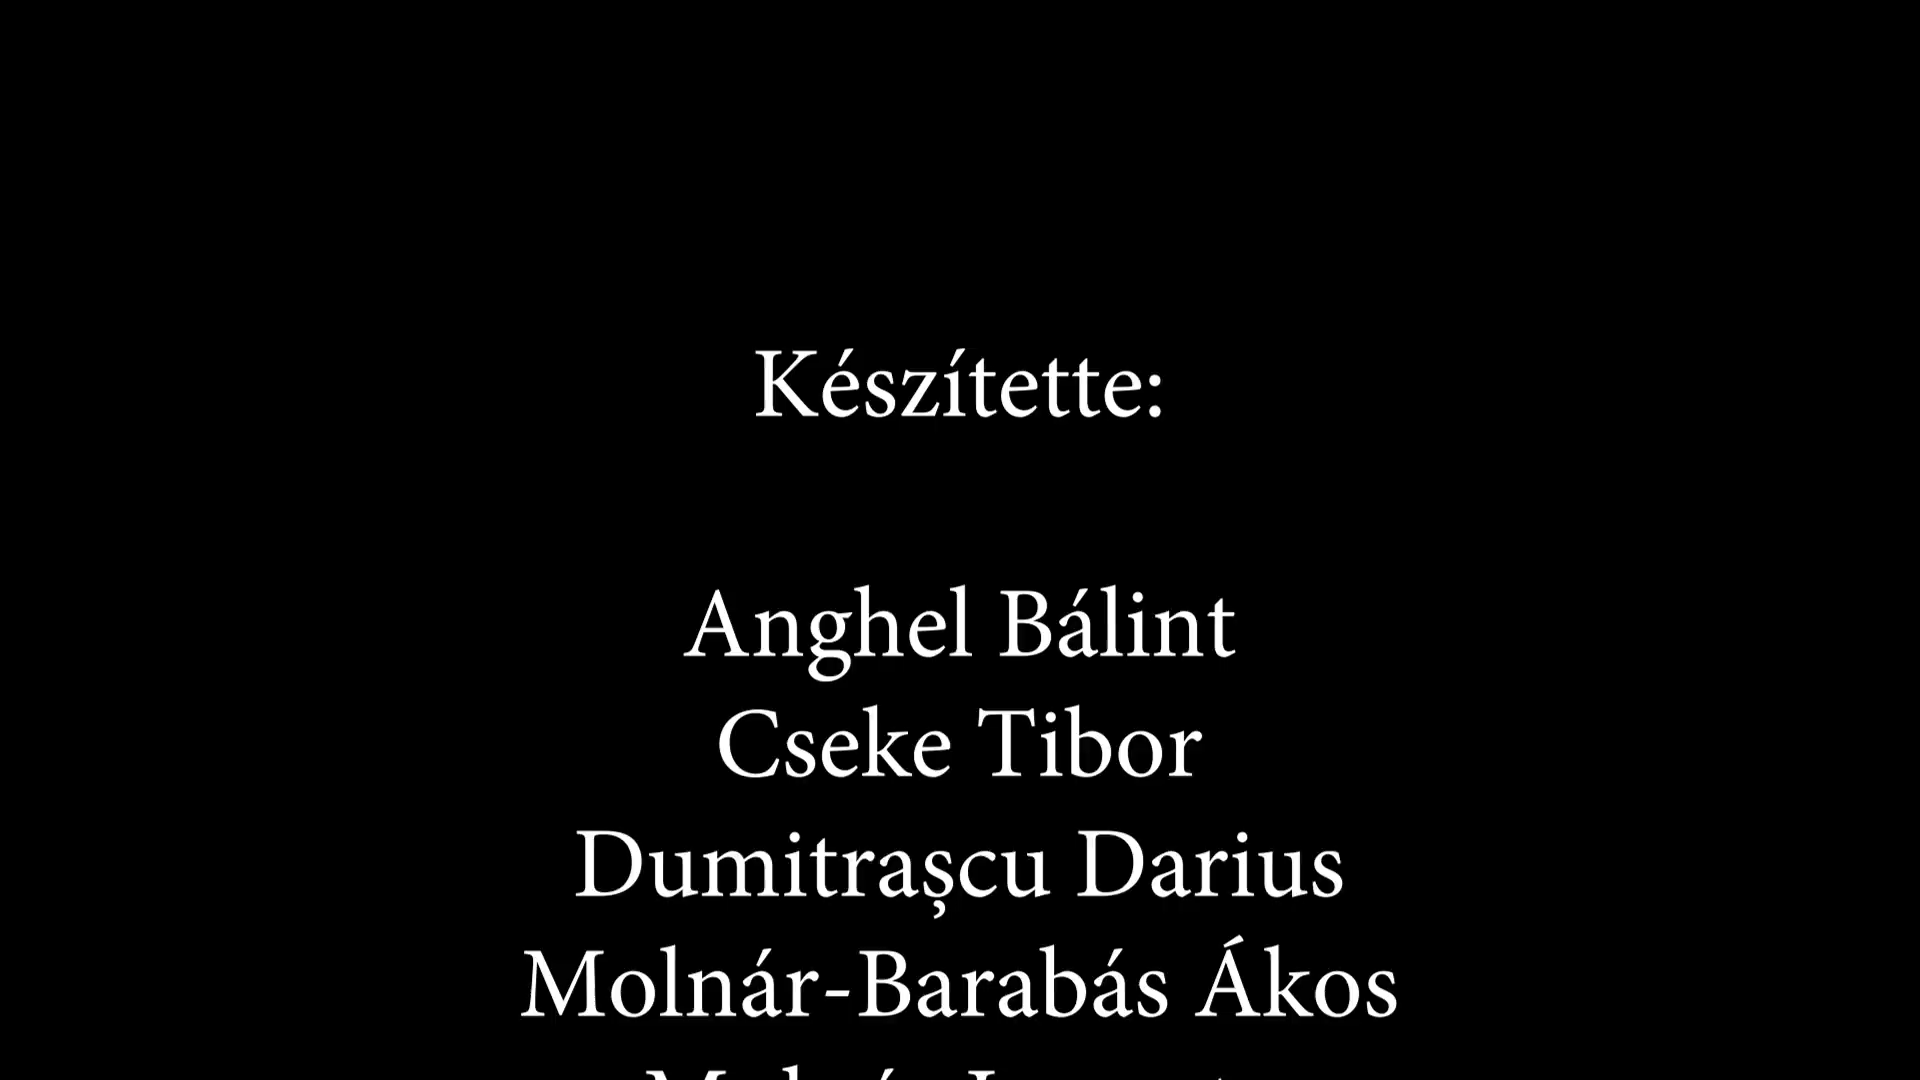 Készítette:
Anghel Bálint
Cseke Tibor
Dumitrașcu Darius
Molnár-Barabás Ákos